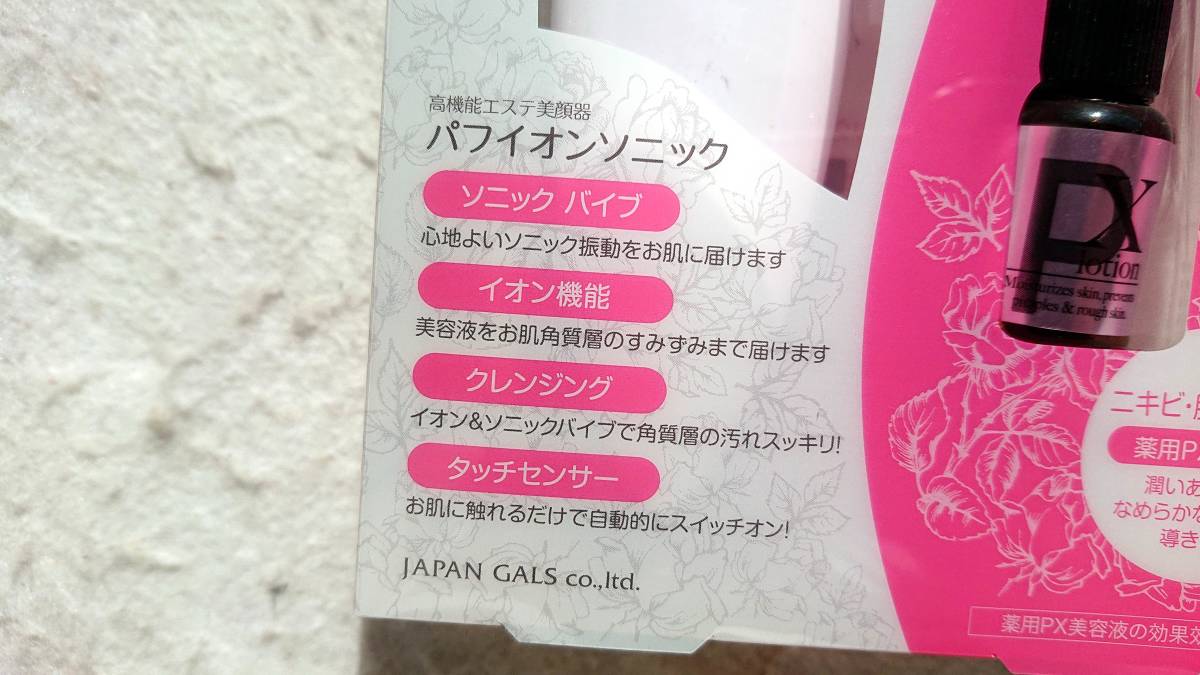 高機能エステ美顔器
パフイオンソニック
ソニック バイブ
心地よいソニック振動をお肌に届けます
イオン機能
美容液をお肌角質層のすみずみまで届けます
クレンジング
イオン&ソニックバイブで角質層の汚れスッキリ!
タッチセンサー
お肌に触れるだけで自動的にスイッチオン!
JAPAN GALS co.,ltd.
DX
lotion
Moisturizes skin, prevents
pimples & rough skin.
ニキビ・
薬用P
潤いあ
なめらかな
導き
薬用PX美容液の効果